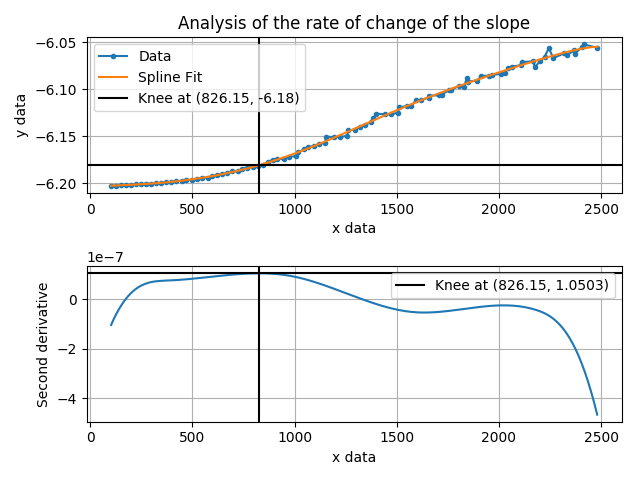 Analysis of the rate of change of the slope
y data
−6.05
−6.10
−6.15
−6.20
Data
Spline Fit
Knee at (826.15, -6.18)
0
500
1000
1500
2000
2500
x data
1e−7
Second derivative
0
−2
−4
Knee at (826.15, 1.0503)
0
500
1000
1500
2000
2500
x data